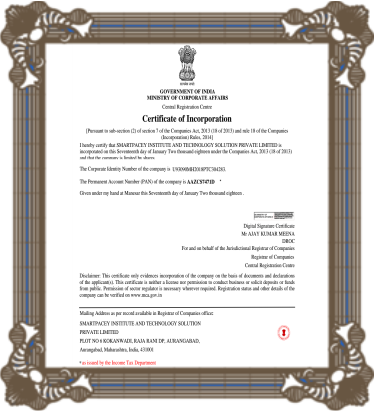 GOVERNMENT OF INDIA
MINISTRY OF CORPORATE AFFAIRS
Central Registration Centre
Certificate of Incorporation
[Pursuant to sub-section (2) of section 7 of the Companies Act, 2013 (18 of 2013) and rule 18 of the Companies
(Incorporation) Rules, 2014]
I hereby certify that SMARTPACEY INSTITUTE AND TECHNOLOGY SOLUTION PRIVATE LIMITED is
incorporated on this Seventeenth day of January Two thousand eighteen under the Companies Act, 2013 (18 of 2013)
and that the company is limited by shares.
The Corporate Identity Number of the company is
The Permanent Account Number (PAN) of the company is AAZCS7471D *
Given under my hand at Manesar this Seventeenth day of January Two thousand eighteen .
Digital Signature Certificate
Mr AJAY KUMAR MEENA
DROC
For and on behalf of the Jurisdictional Registrar of Companies
Registrar of Companies
Central Registration Centre
Disclaimer: This certificate only evidences incorporation of the company on the basis of documents and declarations
of the applicant(s). This certificate is neither a license nor permission to conduct business or solicit deposits or funds
from public. Permission of sector regulator is necessary wherever required. Registration status and other details of the
company can be verified on www.mca.gov.in
Mailing Address as per record available in Registrar of Companies office:
SMARTPACEY INSTITUTE AND TECHNOLOGY SOLUTION
PRIVATE LIMITED
PLOT NO 6 KOKANWADI, RAJA RANI DP, AURANGABAD,
Aurangabad, Maharashtra, India, 431001
* as issued by the Income Tax Department